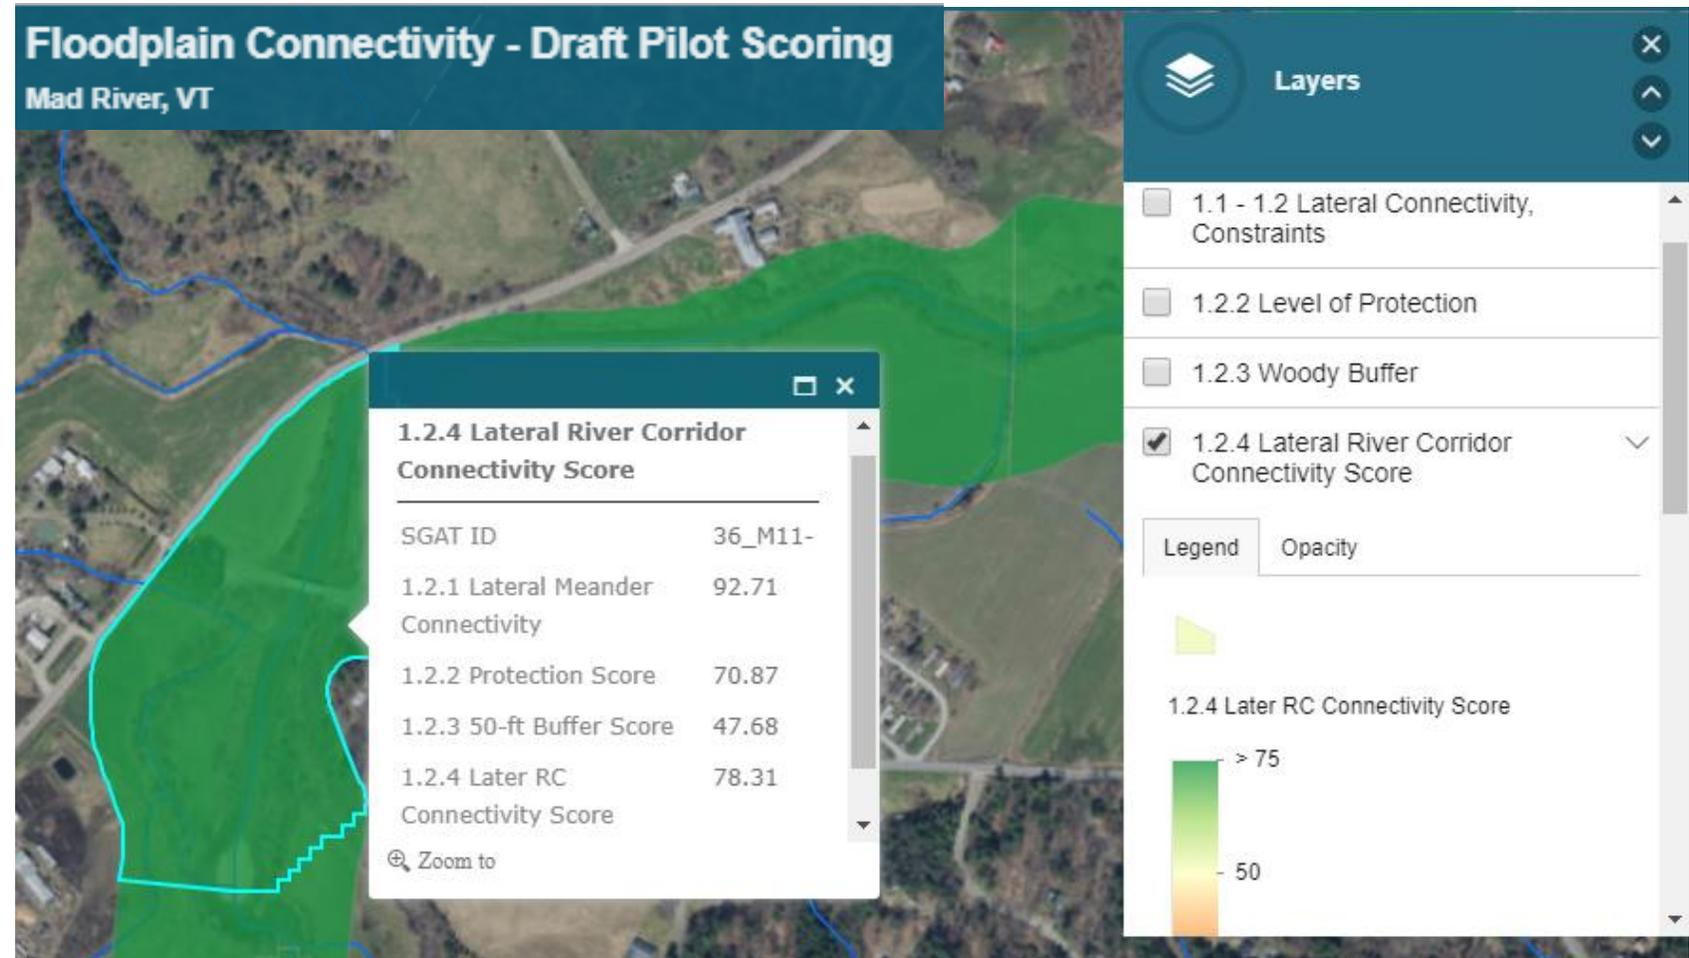 Floodplain Connectivity - Draft Pilot Scoring
Mad River, VT
Layers
1.1 - 1.2 Lateral Connectivity,
Constraints
1.2.2 Level of Protection
1.2.3 Woody Buffer
1.2.4 Lateral River Corridor
Connectivity Score
Legend Opacity
1.2.4 Later RC Connectivity Score
> 75
50
1.2.4 Lateral River Corridor
Connectivity Score
SGAT ID 36_M11-
1.2.1 Lateral Meander 92.71
Connectivity
1.2.2 Protection Score 70.87
1.2.3 50-ft Buffer Score 47.68
1.2.4 Later RC 78.31
Connectivity Score
Zoom to